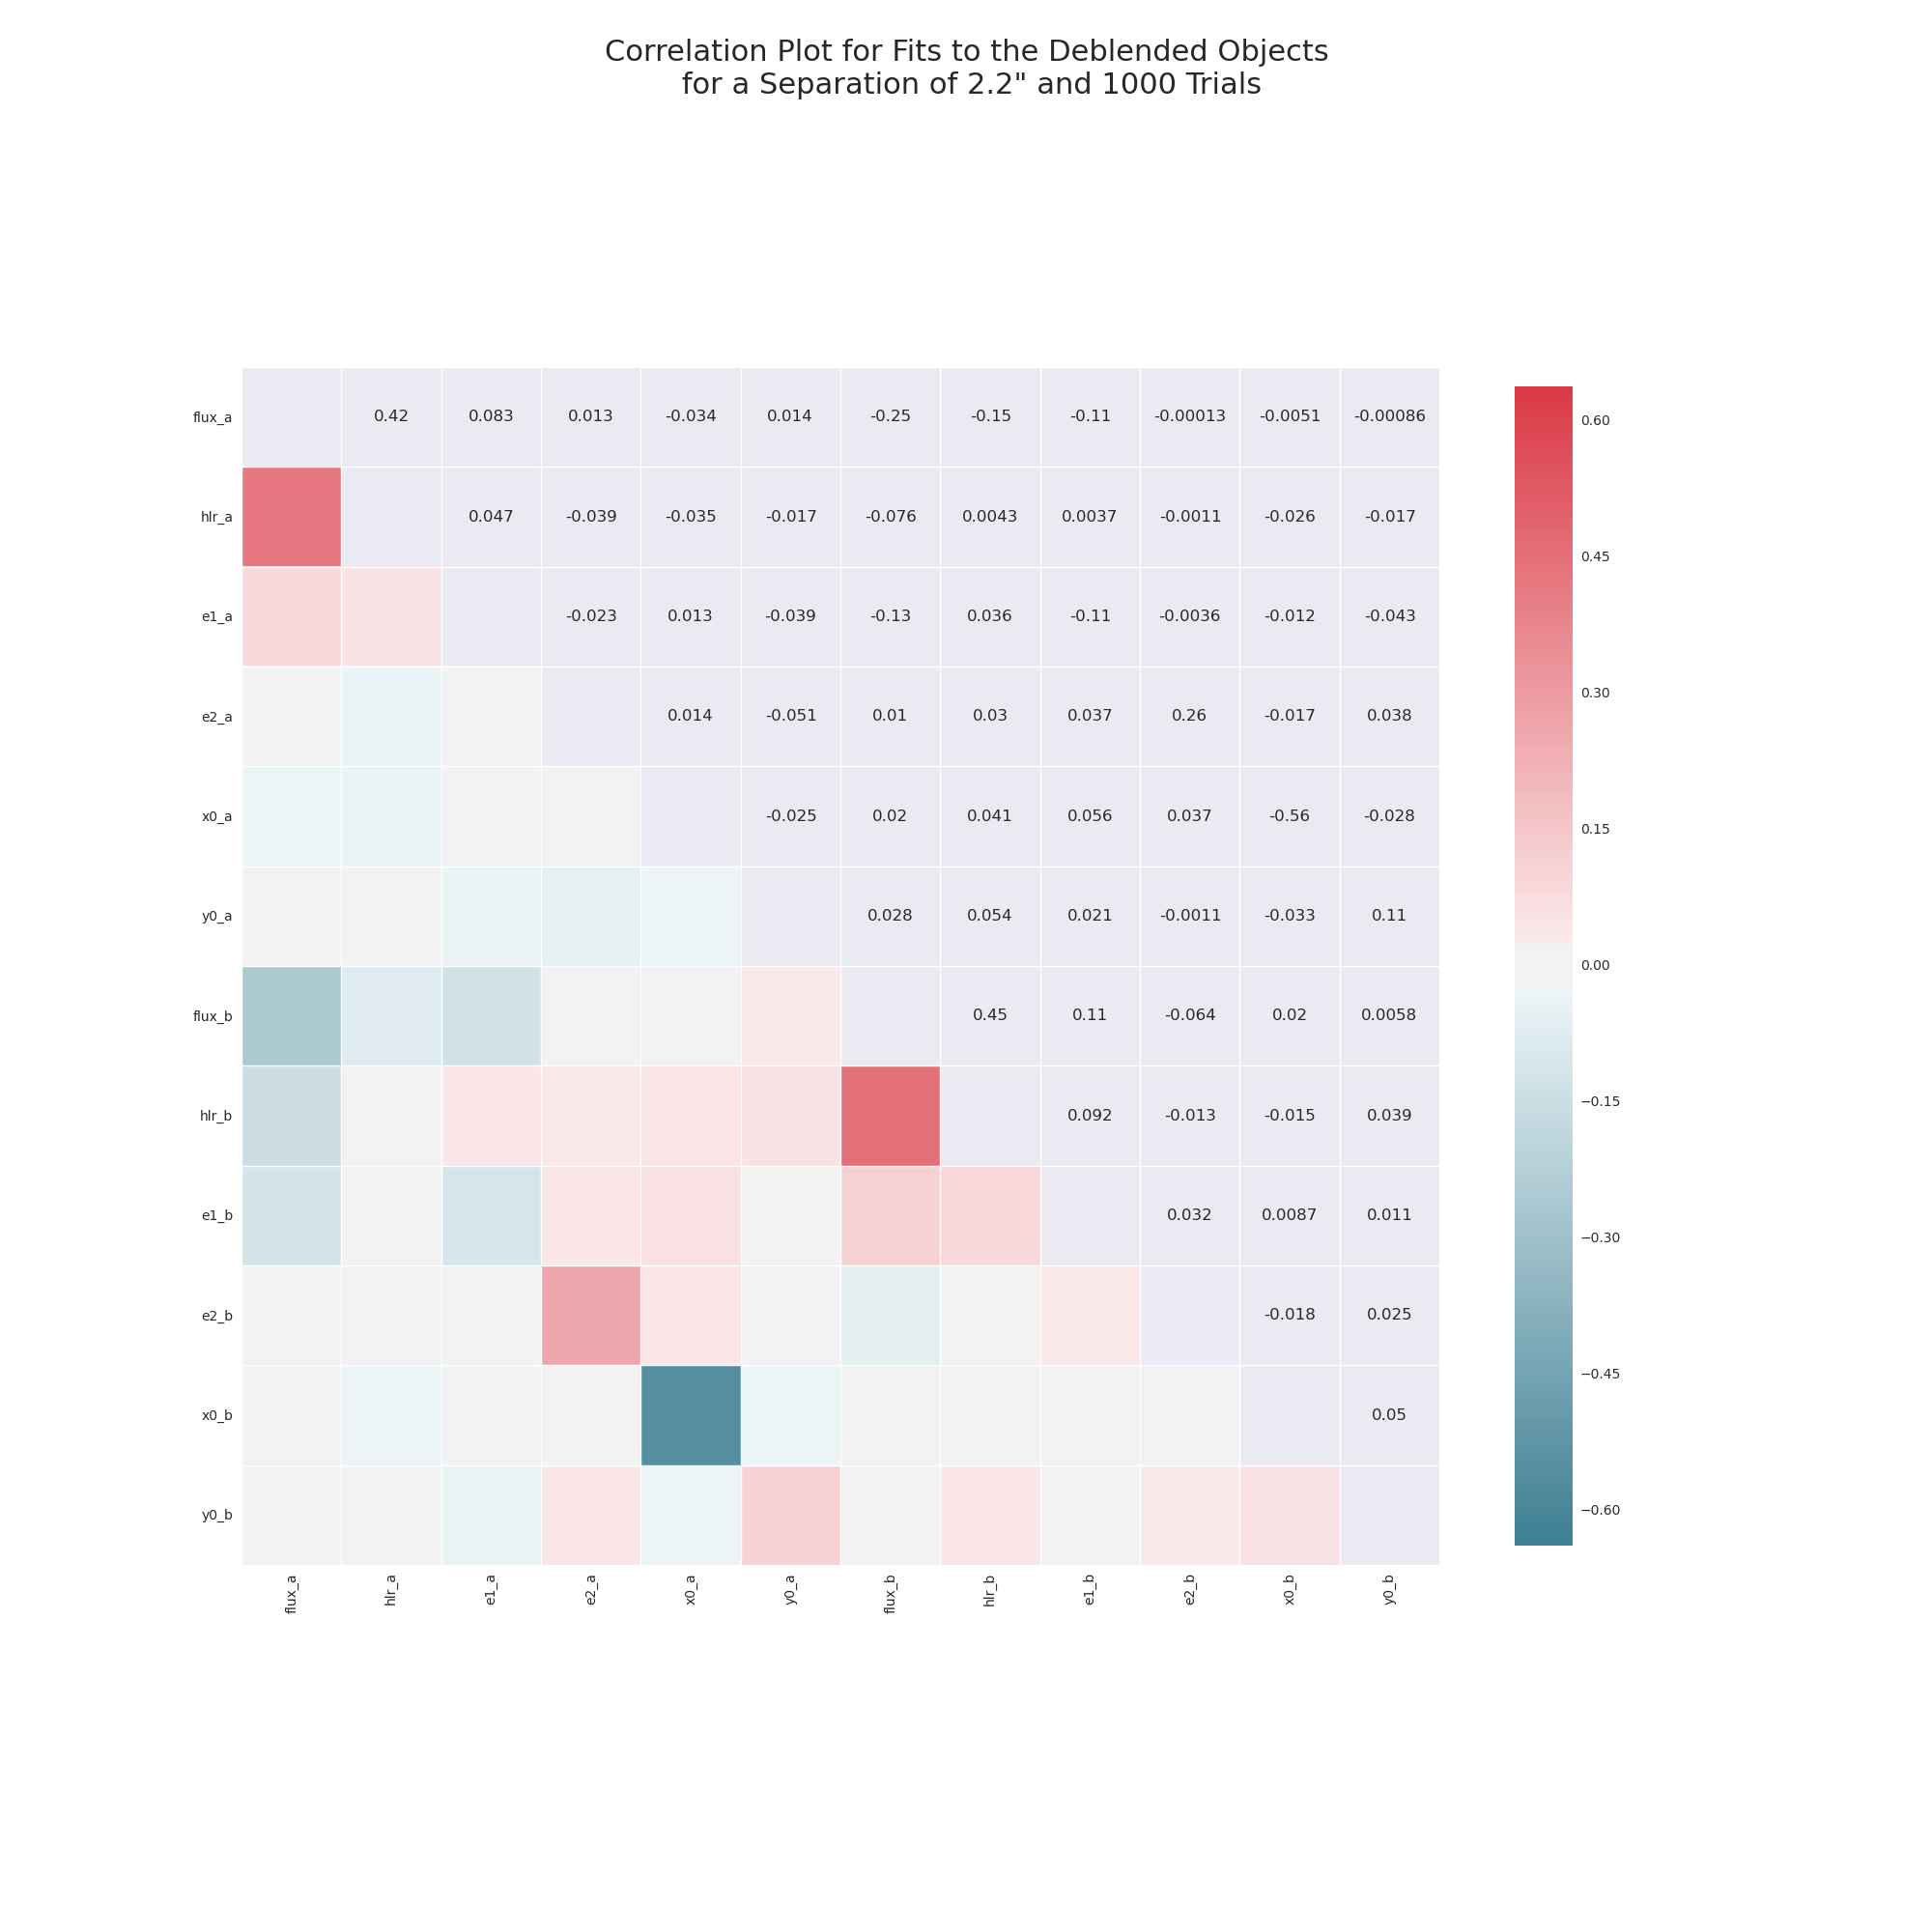 Correlation Plot for Fits to the Deblended Objects
for a Separation of 2.2" and 1000 Trials
flux_a 0.42 0.083 0.013 -0.034 0.014 -0.25 -0.15 -0.11 -0.00013 -0.0051 -0.00086
hlr_a 0.047 -0.039 -0.035 -0.017 -0.076 0.0043 0.0037 -0.0011 -0.026 -0.017
e1_a -0.023 0.013 -0.039 -0.13 0.036 -0.11 -0.0036 -0.012 -0.043
e2_a 0.014 -0.051 0.01 0.03 0.037 0.26 -0.017 0.038
x0_a -0.025 0.02 0.041 0.056 0.037 -0.56 -0.028
y0_a 0.028 0.054 0.021 -0.0011 -0.033 0.11
flux_b 0.45 0.11 -0.064 0.02 0.0058
hlr_b 0.092 -0.013 -0.015 0.039
e1_b 0.032 0.0087 0.011
e2_b -0.018 0.025
x0_b 0.05
y0_b
flux_a hlr_a e1_a e2_a x0_a y0_a flux_b hlr_b e1_b e2_b x0_b y0_b
0.60
0.45
0.30
0.15
0.00
−0.15
−0.30
−0.45
−0.60